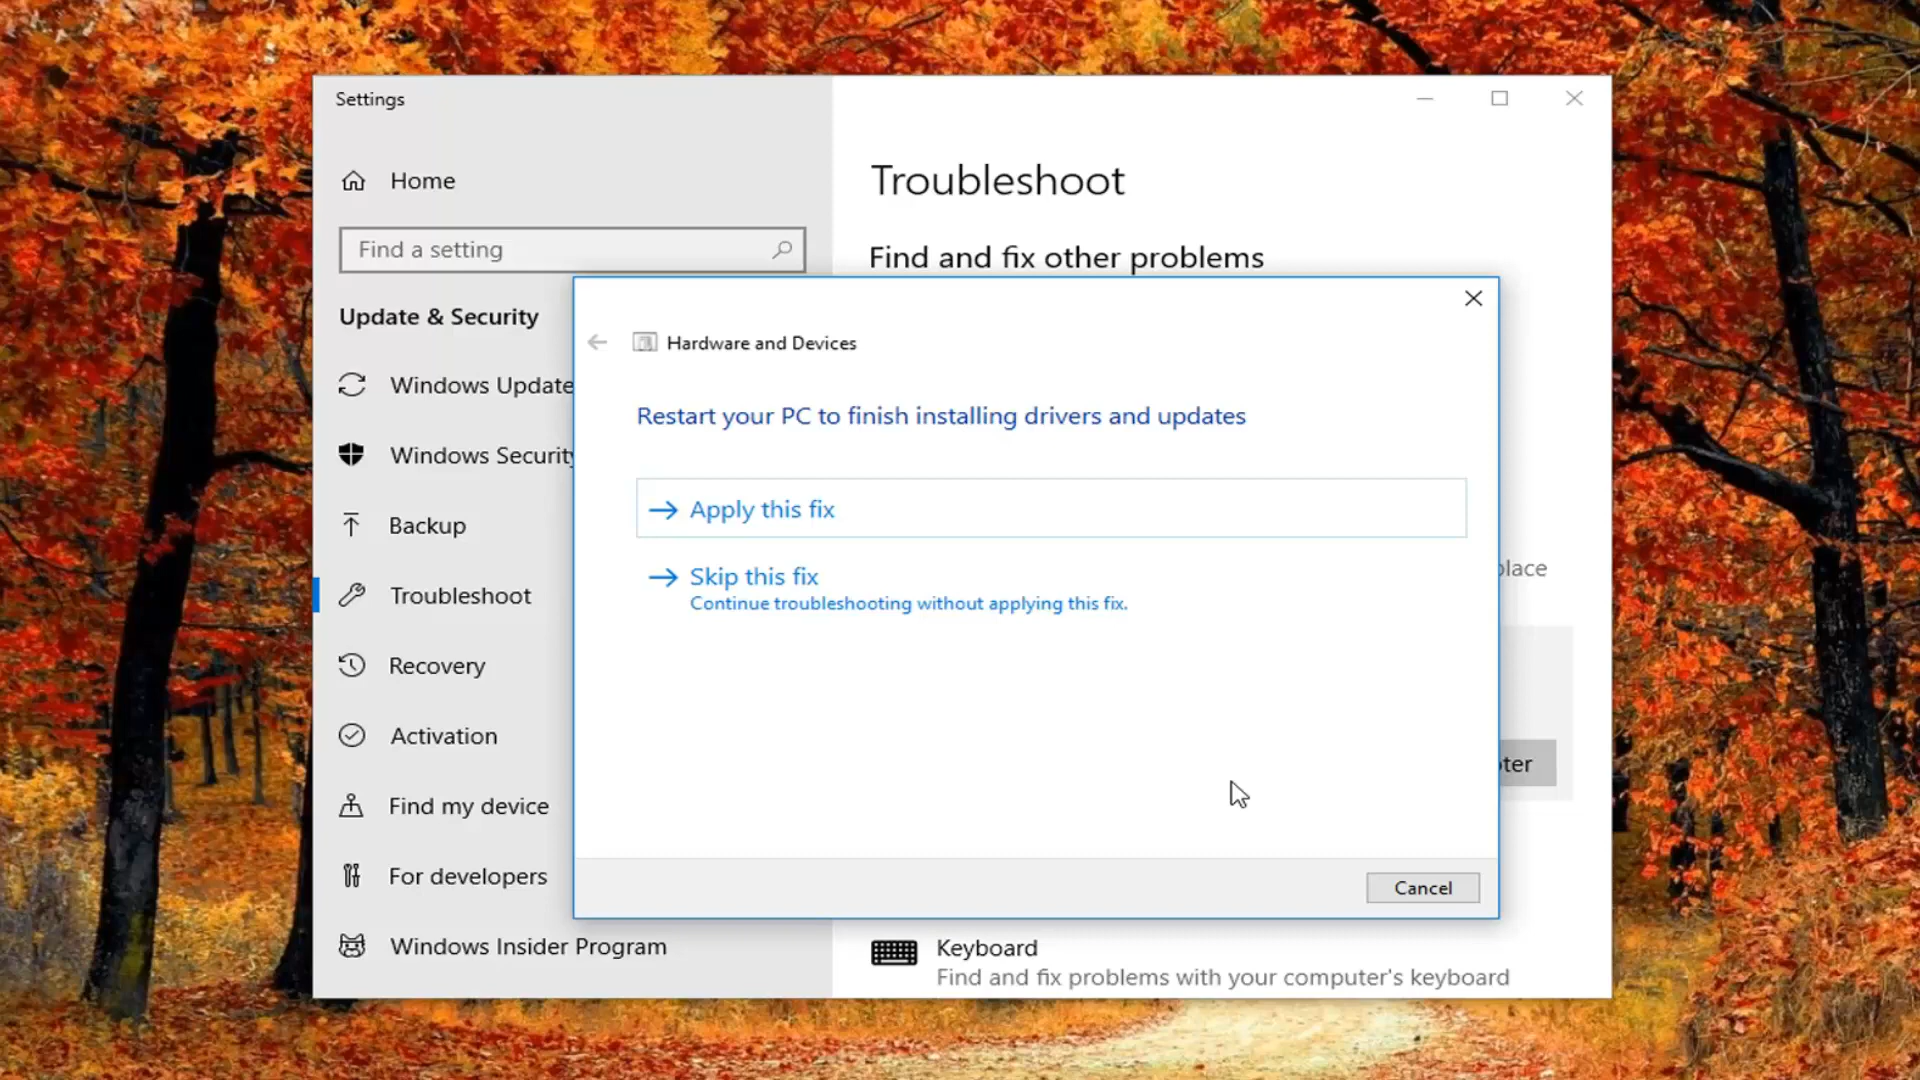 Settings
Home
Find a setting
Update & Security
Windows Update
Windows Security
Backup
Troubleshoot
Recovery
Activation
Find my device
For developers
Windows Insider Program
Troubleshoot
Find and fix other problems
Hardware and Devices
Restart your PC to finish installing drivers and updates
Apply this fix
Skip this fix
Continue troubleshooting without applying this fix.
Cancel
Keyboard
Find and fix problems with your computer's keyboard